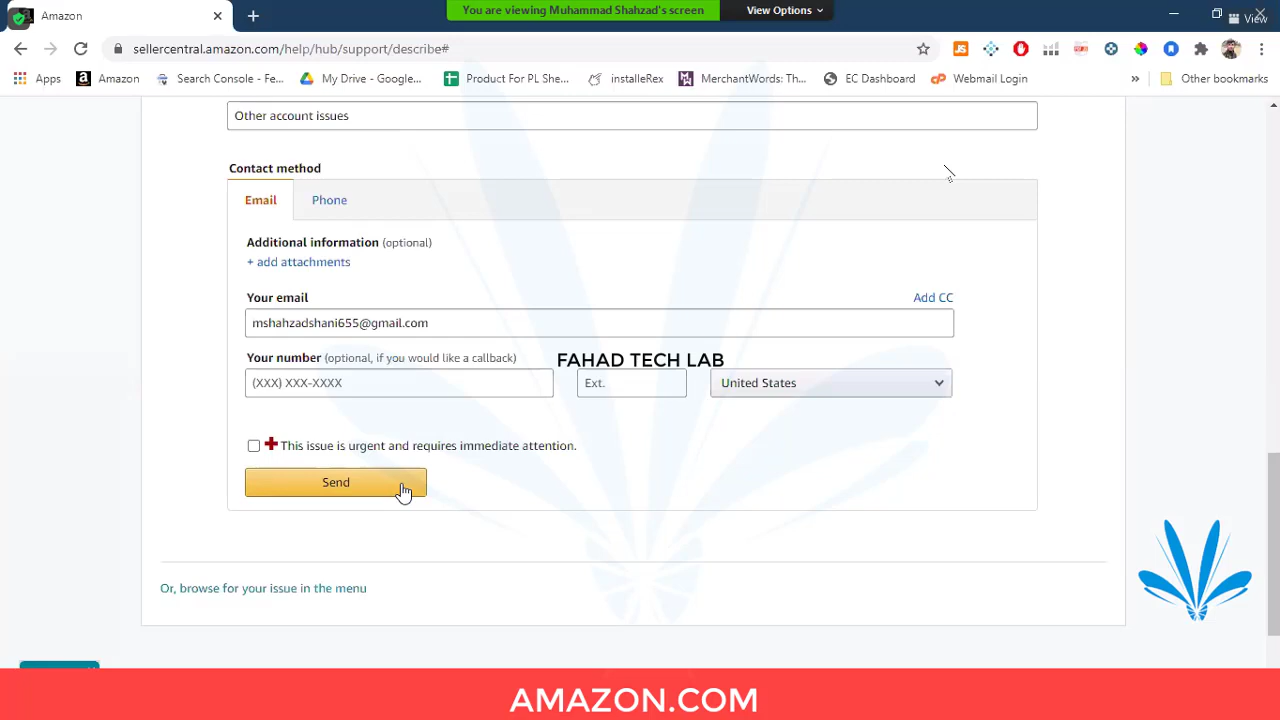 Amazon
You are viewing Muhammad Shahzad's screen
View Options
View
sellercentral.amazon.com/help/hub/support/describe#
Apps
Amazon
Search Console - Fe...
My Drive - Google...
Product For PL She...
installeRex
MerchantWords: Th...
EC Dashboard
Webmail Login
»
Other bookmarks
Other account issues
Contact method
Email
Phone
Additional information (optional)
+ add attachments
Your email
Add CC
mshahzadshani655@gmail.com
Your number (optional, if you would like a callback)
FAHAD TECH LAB
(XXX) XXX-XXXX
Ext.
United States
This issue is urgent and requires immediate attention.
Send
Or, browse for your issue in the menu
AMAZON.COM